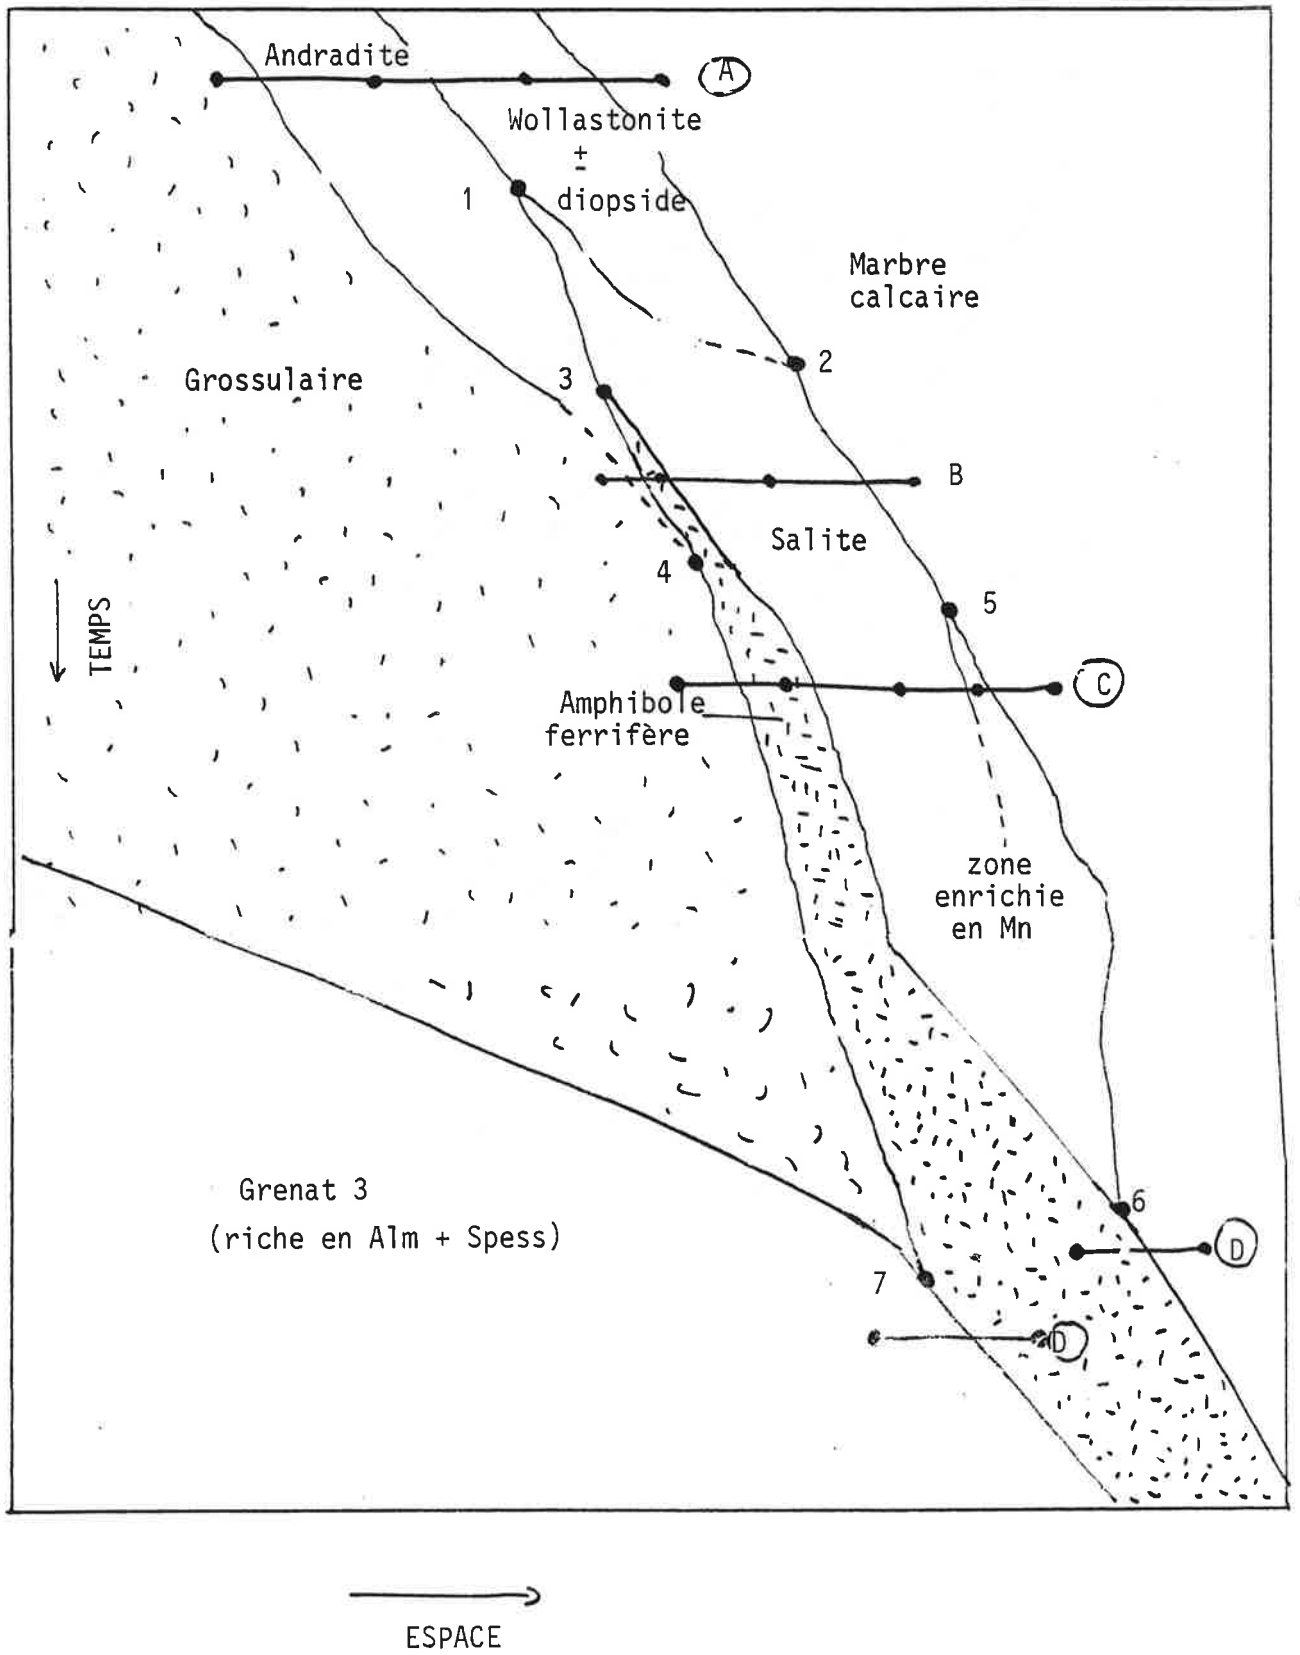 Andradite
A
Wollastonite
±
diopside
1
Marbre
calcaire
2
3
Grossulaire
B
Salite
4
5
TEMPS
C
Amphibole
ferrifère
zone
enrichie
en Mn
Grenat 3
(riche en Alm + Spess)
6
D
7
D
ESPACE